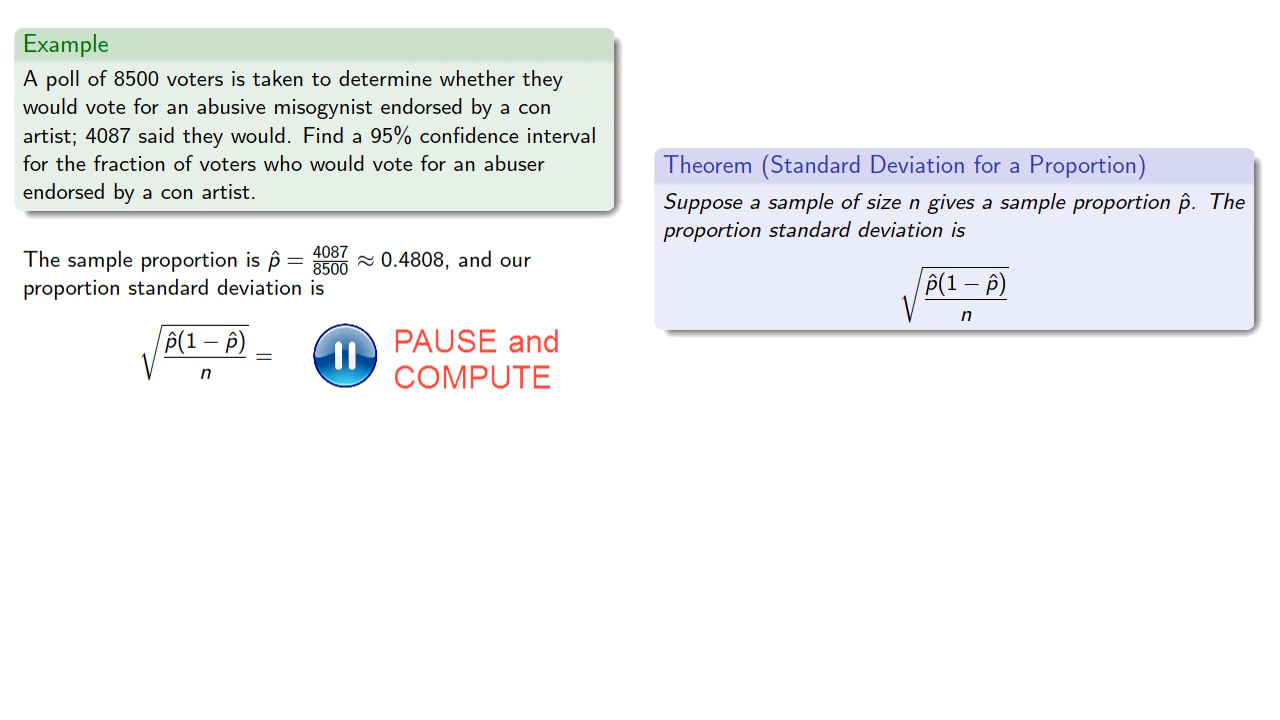 Example
A poll of 8500 voters is taken to determine whether they
would vote for an abusive misogynist endorsed by a con
artist; 4087 said they would. Find a 95% confidence interval
for the fraction of voters who would vote for an abuser
endorsed by a con artist.
The sample proportion is p̂ = 4087/8500 ≈ 0.4808, and our
proportion standard deviation is
√(p̂(1 − p̂)/n) =
PAUSE and
COMPUTE
Theorem (Standard Deviation for a Proportion)
Suppose a sample of size n gives a sample proportion p̂. The
proportion standard deviation is
√(p̂(1 − p̂)/n)